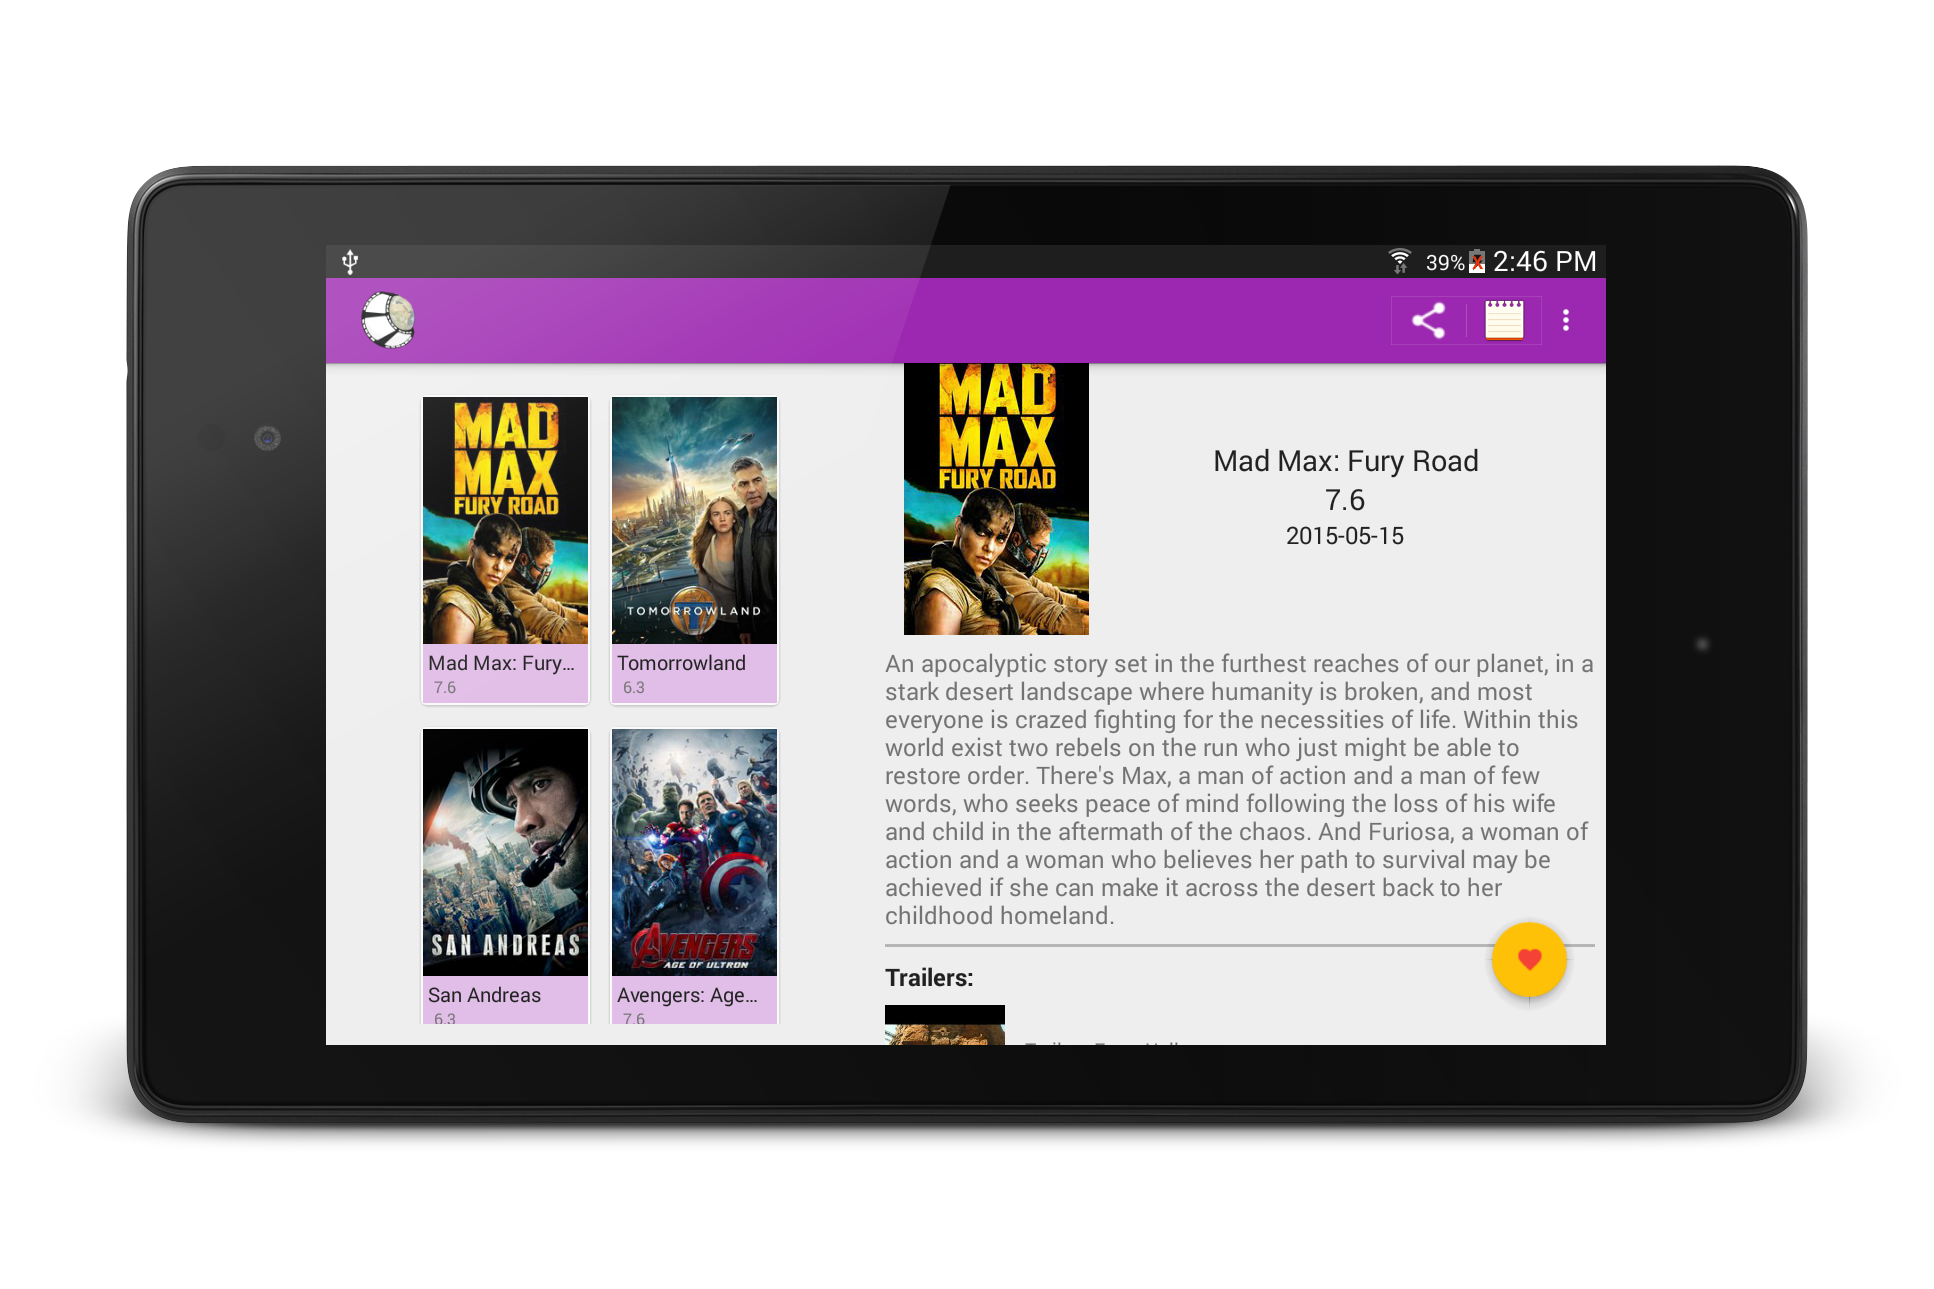 39% 2:46 PM
MAD
MAX
FURY ROAD
Mad Max: Fury...
7.6
TOMORROWLAND
Tomorrowland
6.3
SAN ANDREAS
San Andreas
6.3
AVENGERS
AGE OF ULTRON
Avengers: Age...
7.6
MAD
MAX
FURY ROAD
Mad Max: Fury Road
7.6
2015-05-15
An apocalyptic story set in the furthest reaches of our planet, in a
stark desert landscape where humanity is broken, and most
everyone is crazed fighting for the necessities of life. Within this
world exist two rebels on the run who just might be able to
restore order. There's Max, a man of action and a man of few
words, who seeks peace of mind following the loss of his wife
and child in the aftermath of the chaos. And Furiosa, a woman of
action and a woman who believes her path to survival may be
achieved if she can make it across the desert back to her
childhood homeland.
Trailers: